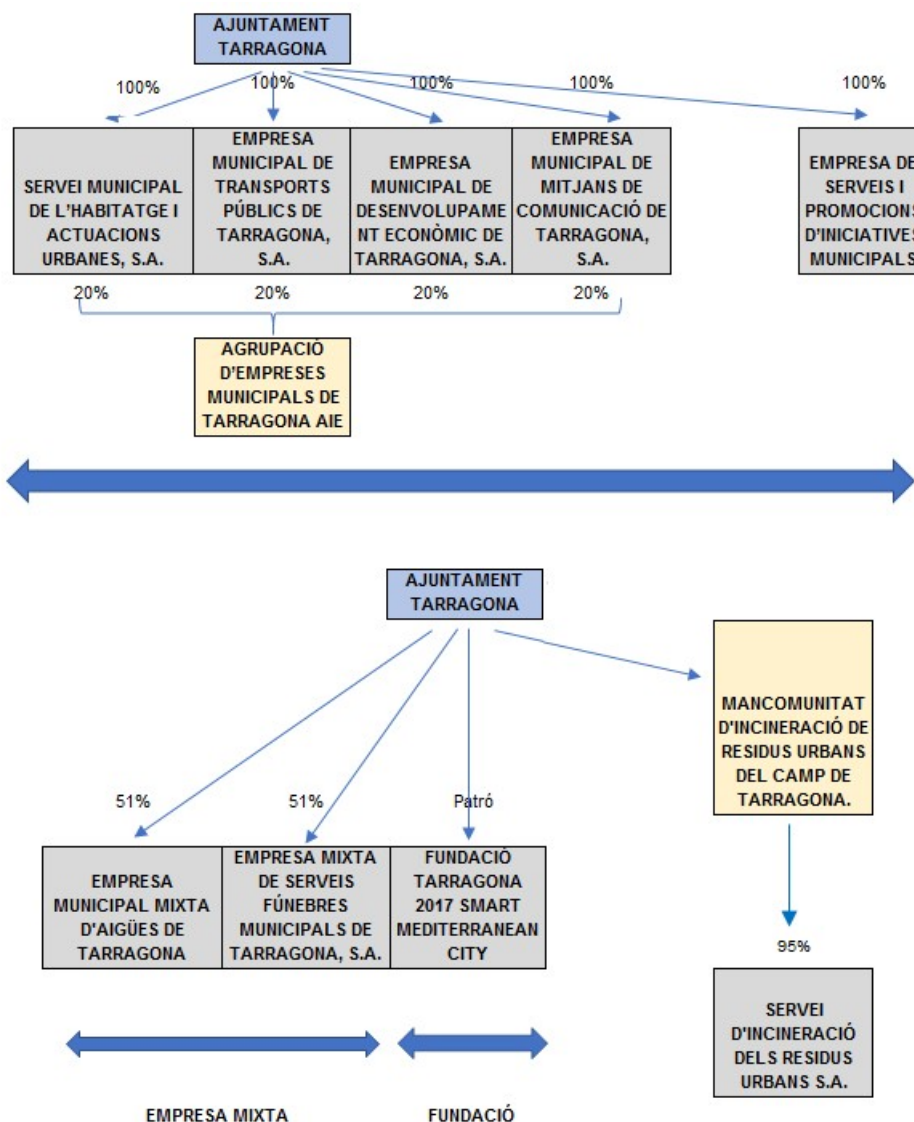 AJUNTAMENT
TARRAGONA
100%
100%
100%
100%
100%
SERVEI MUNICIPAL
DE L'HABITATGE I
ACTUACIONS
URBANES, S.A.
EMPRESA
MUNICIPAL DE
TRANSPORTS
PÚBLICS DE
TARRAGONA,
S.A.
EMPRESA
MUNICIPAL DE
DESENVOLUPAME
NT ECONÒMIC DE
TARRAGONA, S.A.
EMPRESA
MUNICIPAL DE
MITJANS DE
COMUNICACIÓ DE
TARRAGONA,
S.A.
EMPRESA DE
SERVEIS I
PROMOCIONS
D'INICIATIVES
MUNICIPALS
20%
20%
20%
20%
AGRUPACIÓ
D'EMPRESES
MUNICIPALS DE
TARRAGONA AIE
AJUNTAMENT
TARRAGONA
MANCOMUNITAT
D'INCINERACIÓ DE
RESIDUS URBANS
DEL CAMP DE
TARRAGONA.
51%
51%
Patró
EMPRESA
MUNICIPAL MIXTA
D'AIGÜES DE
TARRAGONA
EMPRESA MIXTA
DE SERVEIS
FÚNEBRES
MUNICIPALS DE
TARRAGONA, S.A.
FUNDACIÓ
TARRAGONA
2017 SMART
MEDITERRANEAN
CITY
95%
SERVEI
D'INCINERACIÓ
DELS RESIDUS
URBANS S.A.
EMPRESA MIXTA
FUNDACIÓ